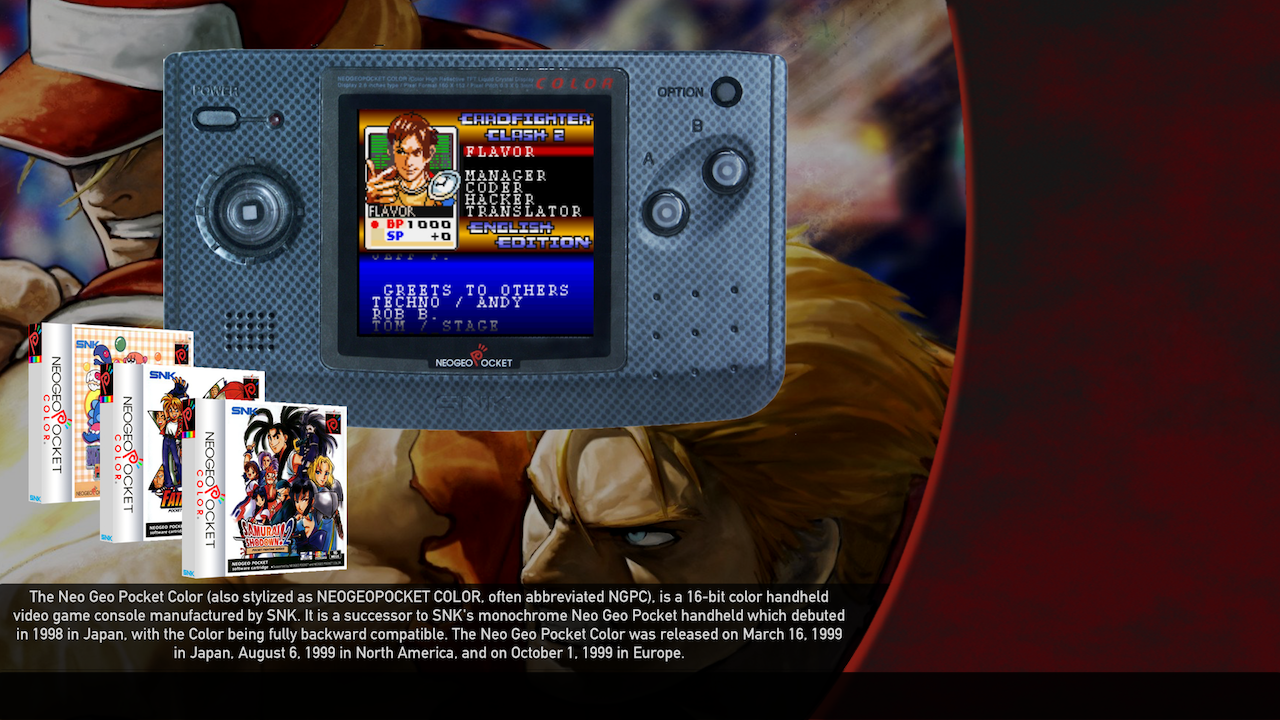 POWER
NEOGEOPOCKET COLOR
COLOR
OPTION
B
A
CARDFIGHTER
CLASH 2
FLAVOR
MANAGER
CODER
HACKER
TRANSLATOR
FLAVOR
BP 1000
SP +0
ENGLISH
EDITION
JEFF F.
GREETS TO OTHERS
TECHNO / ANDY
ROB B.
TOM / STAGE
NEOGEO POCKET
SNK
NEOGEO POCKET
COLOR
SNK
SNK
NEOGEO POCKET
COLOR
SNK
SNK
NEOGEO POCKET
COLOR
SAMURAI
SHODOWN! 2
NEOGEO POCKET
software cartridge
SNK
The Neo Geo Pocket Color (also stylized as NEOGEOPOCKET COLOR, often abbreviated NGPC), is a 16-bit color handheld
video game console manufactured by SNK. It is a successor to SNK's monochrome Neo Geo Pocket handheld which debuted
in 1998 in Japan, with the Color being fully backward compatible. The Neo Geo Pocket Color was released on March 16, 1999
in Japan, August 6, 1999 in North America, and on October 1, 1999 in Europe.